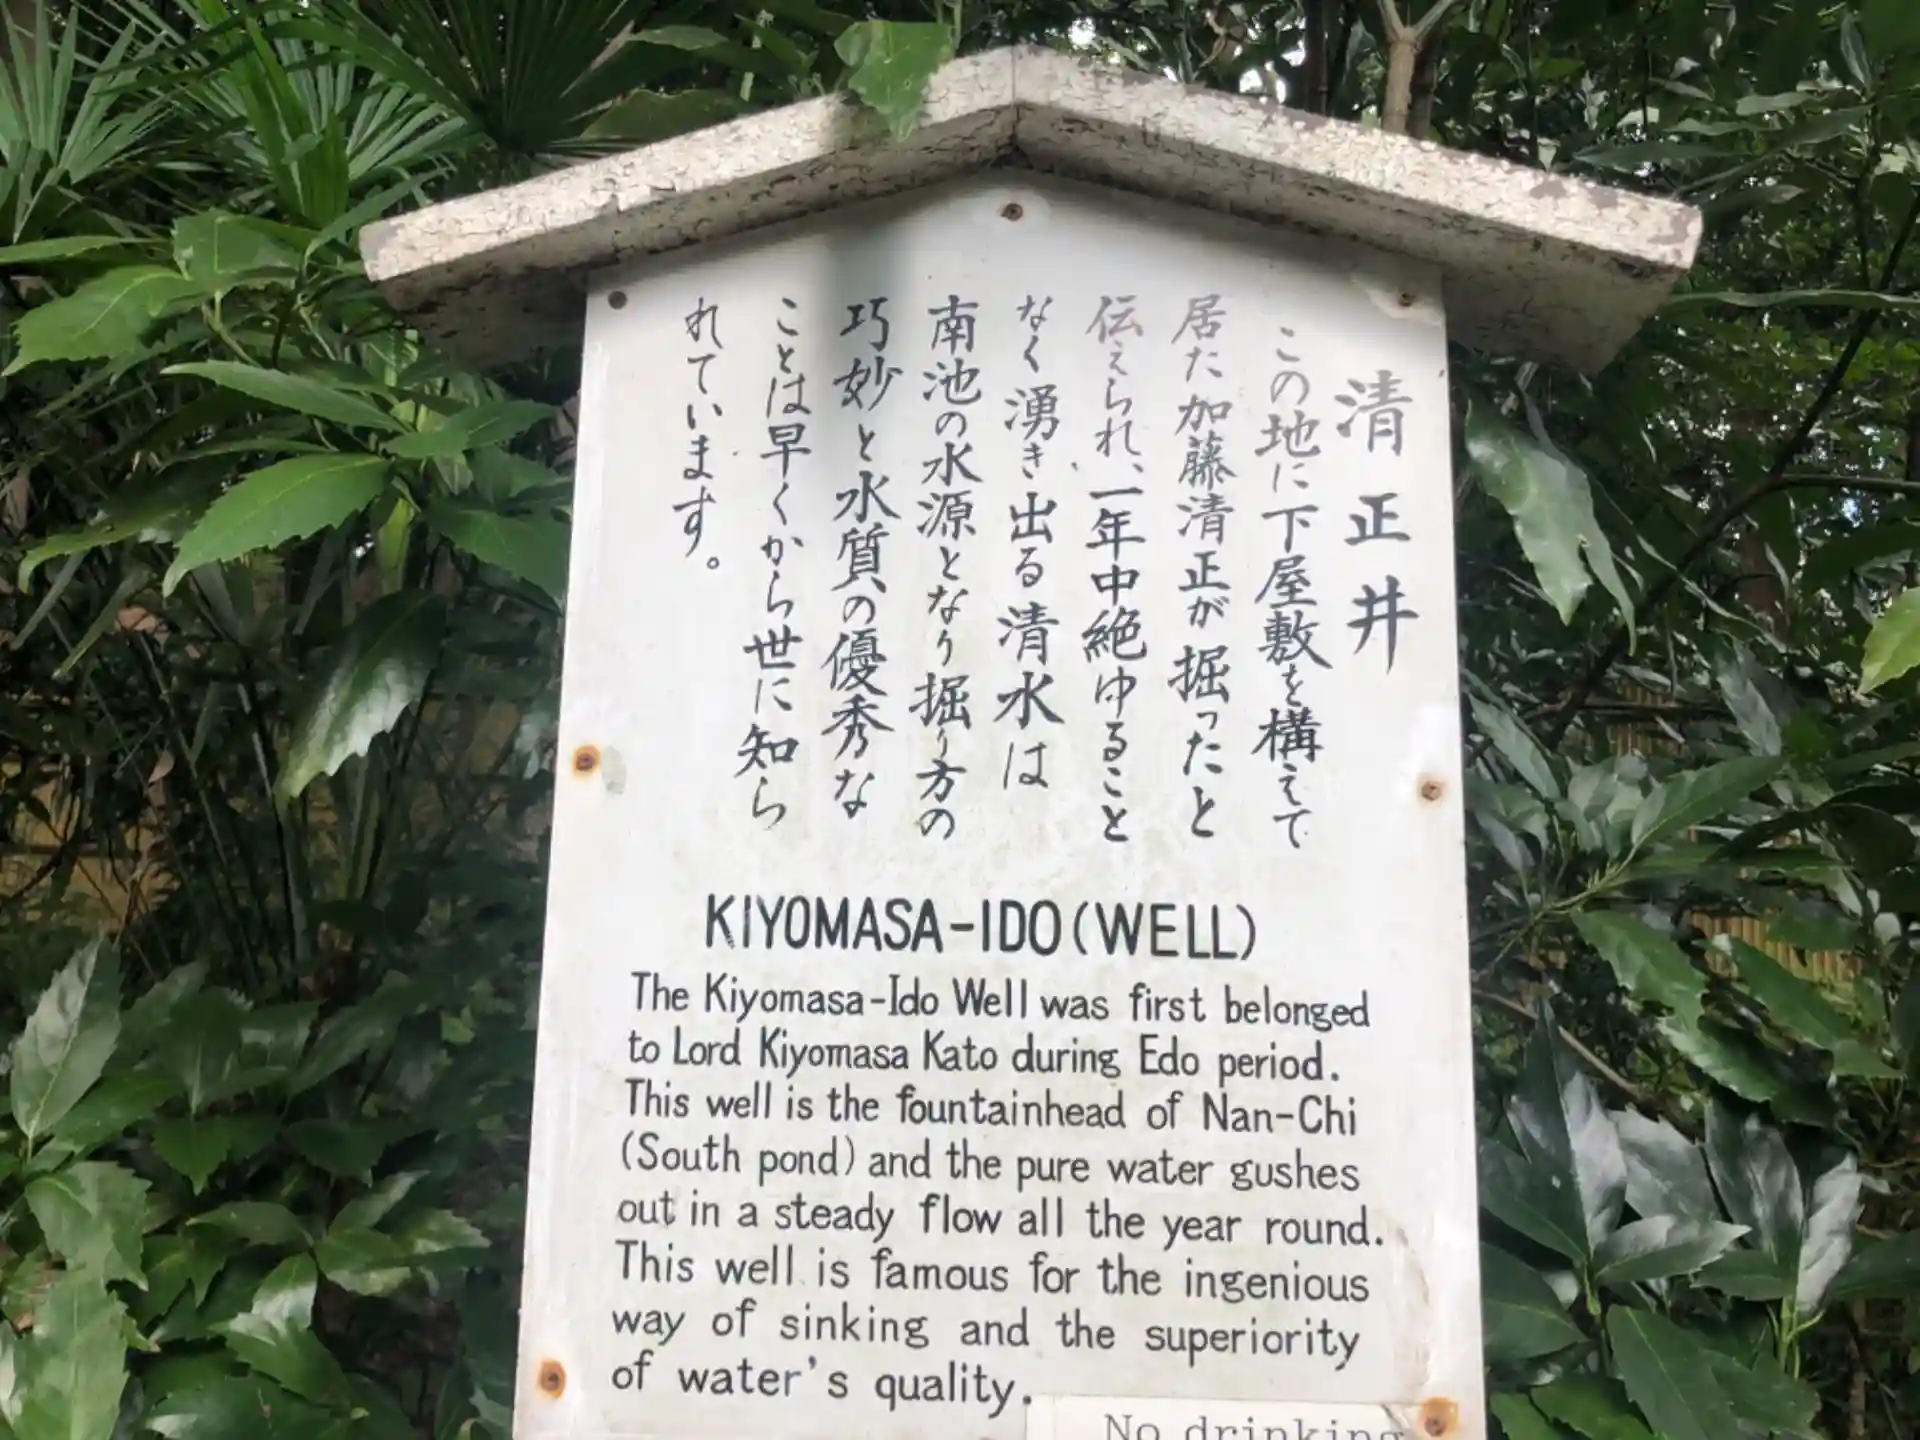 清正井
この地に下屋敷を構えて
居た加藤清正が掘ったと
伝えられ、一年中絶ゆること
なく湧き出る清水は
南池の水源となり掘り方の
巧妙と水質の優秀な
ことは早くから世に知ら
れています。
KIYOMASA-IDO(WELL)
The Kiyomasa-Ido Well was first belonged
to Lord Kiyomasa Kato during Edo period.
This well is the fountainhead of Nan-Chi
(South pond) and the pure water gushes
out in a steady flow all the year round.
This well is famous for the ingenious
way of sinking and the superiority
of water's quality.
No drinking